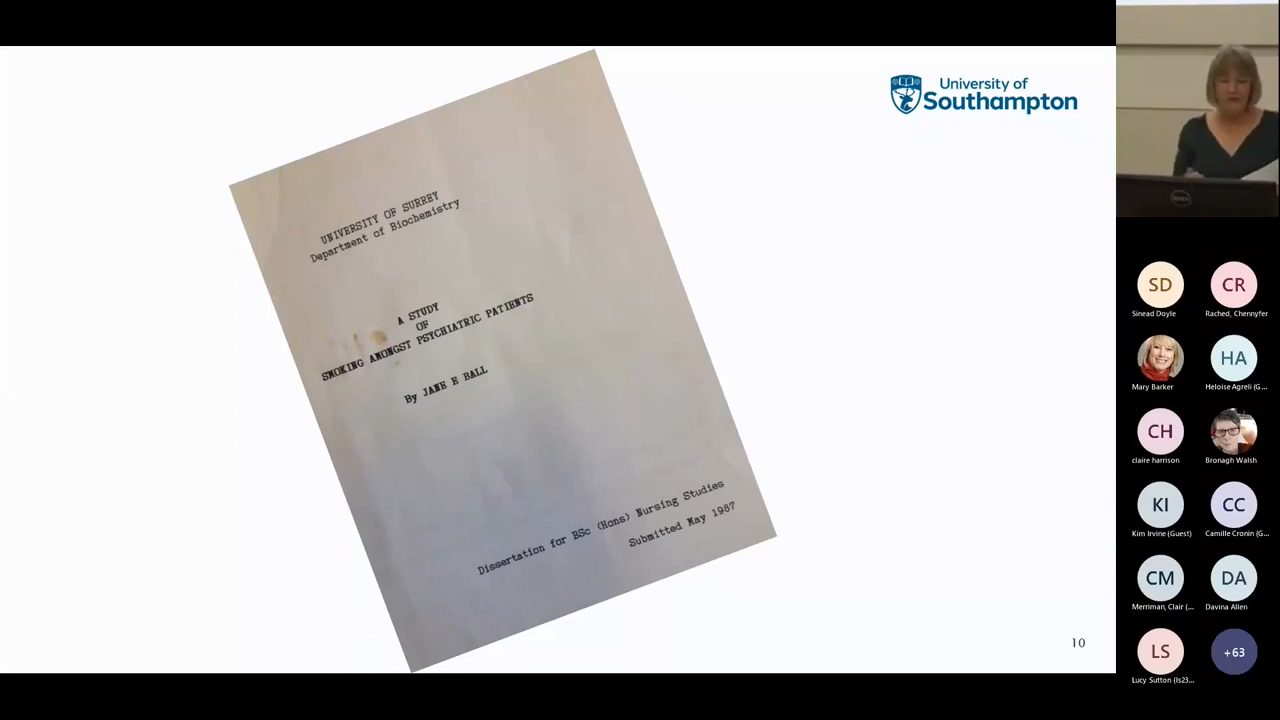 University of
Southampton
UNIVERSITY OF SURREY
Department of Biochemistry
A STUDY
OF
SMOKING AMONGST PSYCHIATRIC PATIENTS
By JANE E BALL
Dissertation for BSc (Hons) Nursing Studies
Submitted May 1987
10
DELL
SD
CR
Sinead Doyle
Rached, Chennyfer
HA
Mary Barker
Heloise Agreli (G...
CH
claire harrison
Bronagh Walsh
KI
CC
Kim Irvine (Guest)
Camille Cronin (G...
CM
DA
Merriman, Clair (...
Davina Allen
LS
+63
Lucy Sutton (ls23...